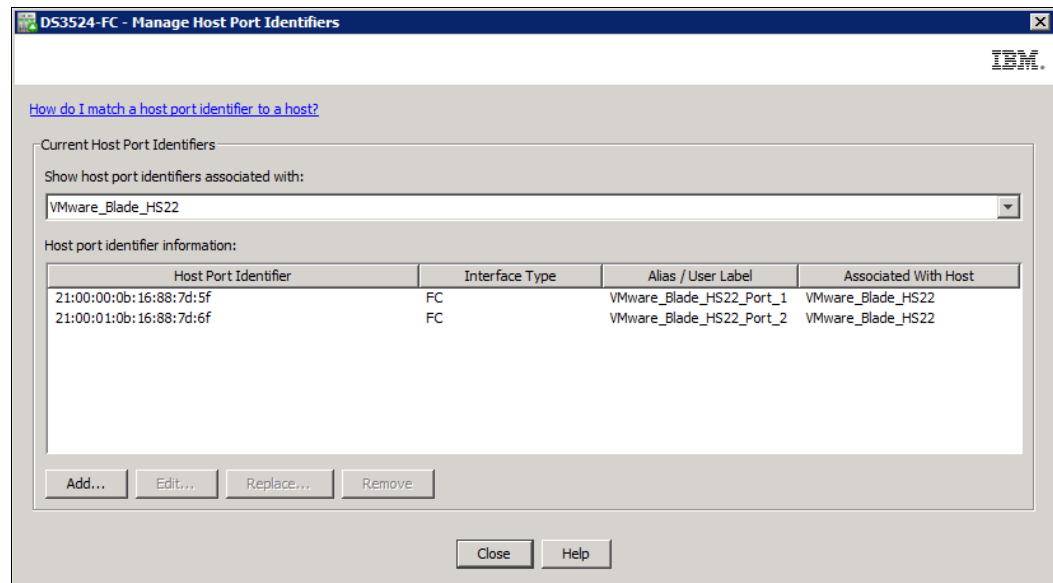 DS3524-FC - Manage Host Port Identifiers
IBM.
How do I match a host port identifier to a host?
Current Host Port Identifiers
Show host port identifiers associated with:
VMware_Blade_HS22
Host port identifier information:
Host Port Identifier Interface Type Alias / User Label Associated With Host
21:00:00:0b:16:88:7d:5f FC VMware_Blade_HS22_Port_1 VMware_Blade_HS22
21:00:01:0b:16:88:7d:6f FC VMware_Blade_HS22_Port_2 VMware_Blade_HS22
Add... Edit... Replace... Remove
Close Help